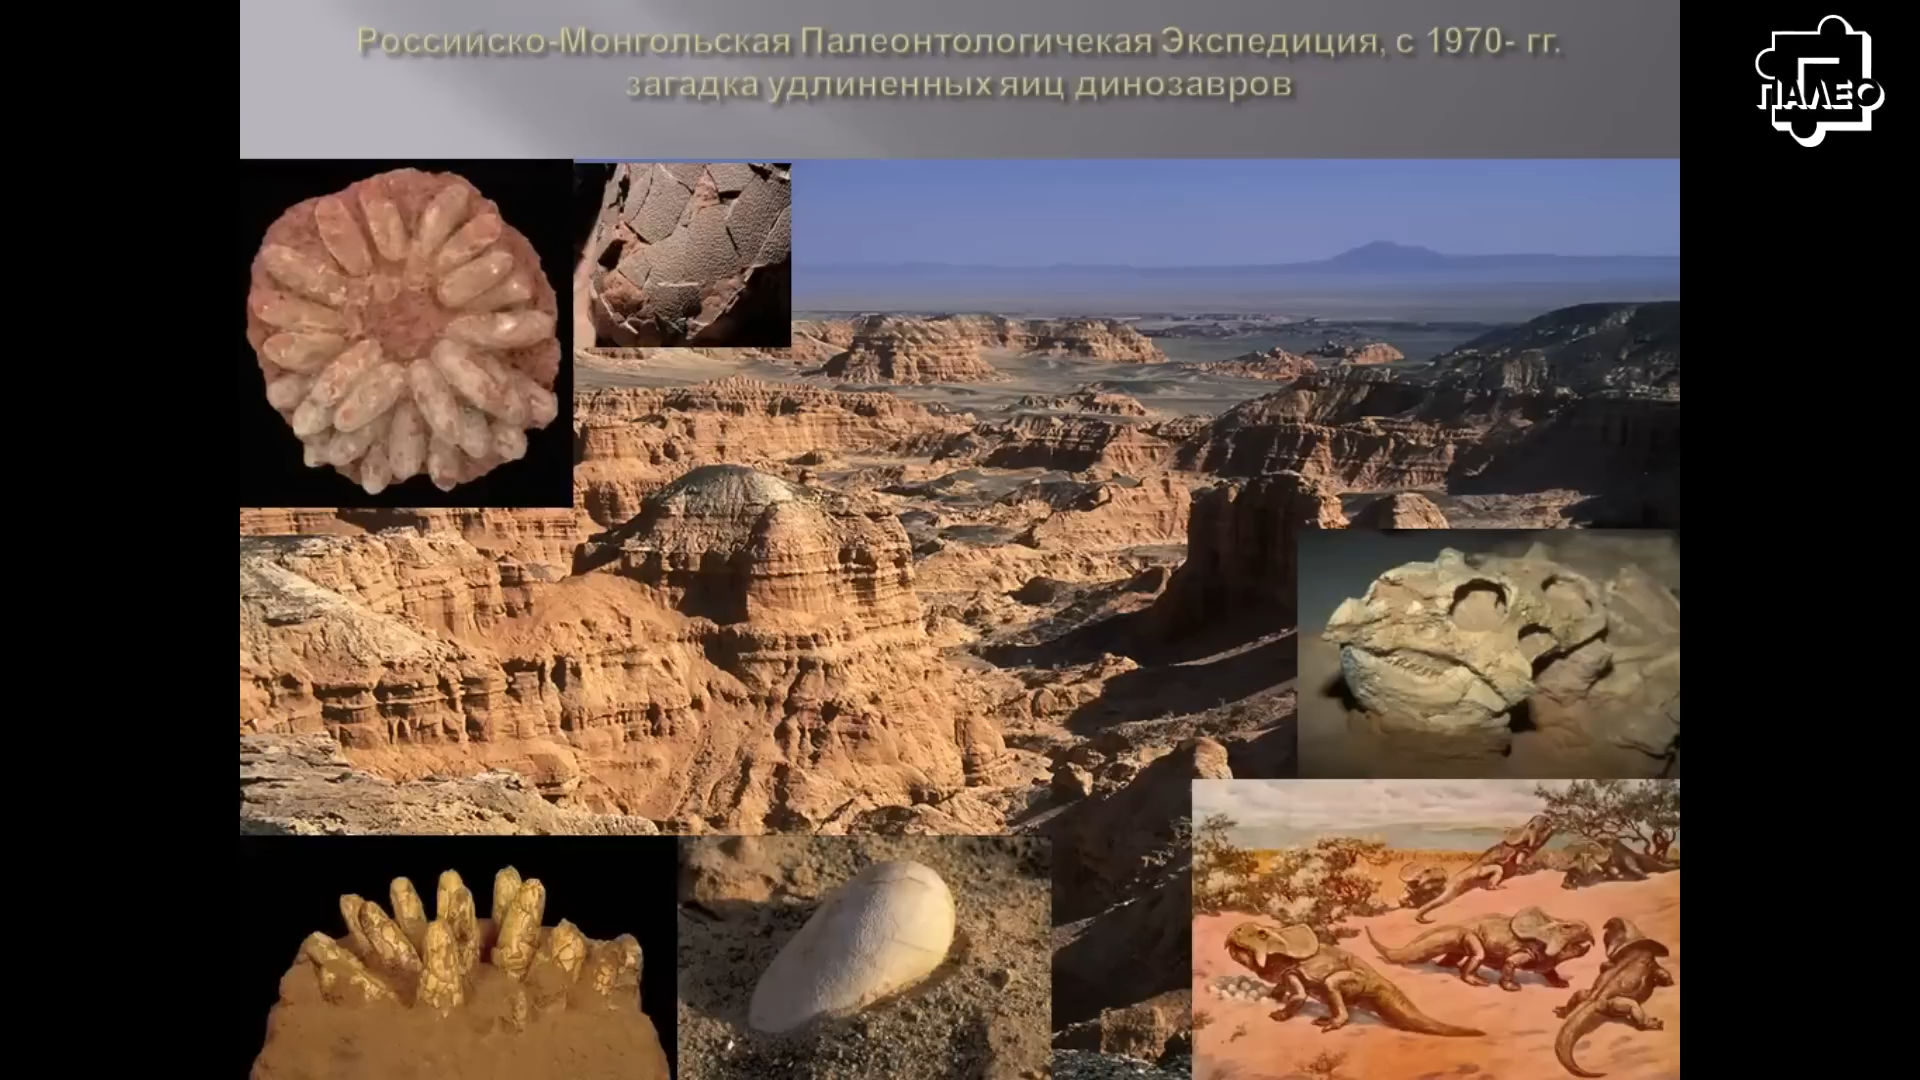 Российско-Монгольская Палеонтологичекая Экспедиция, с 1970- гг.
загадка удлиненных яиц динозавров
ПАЛЕО